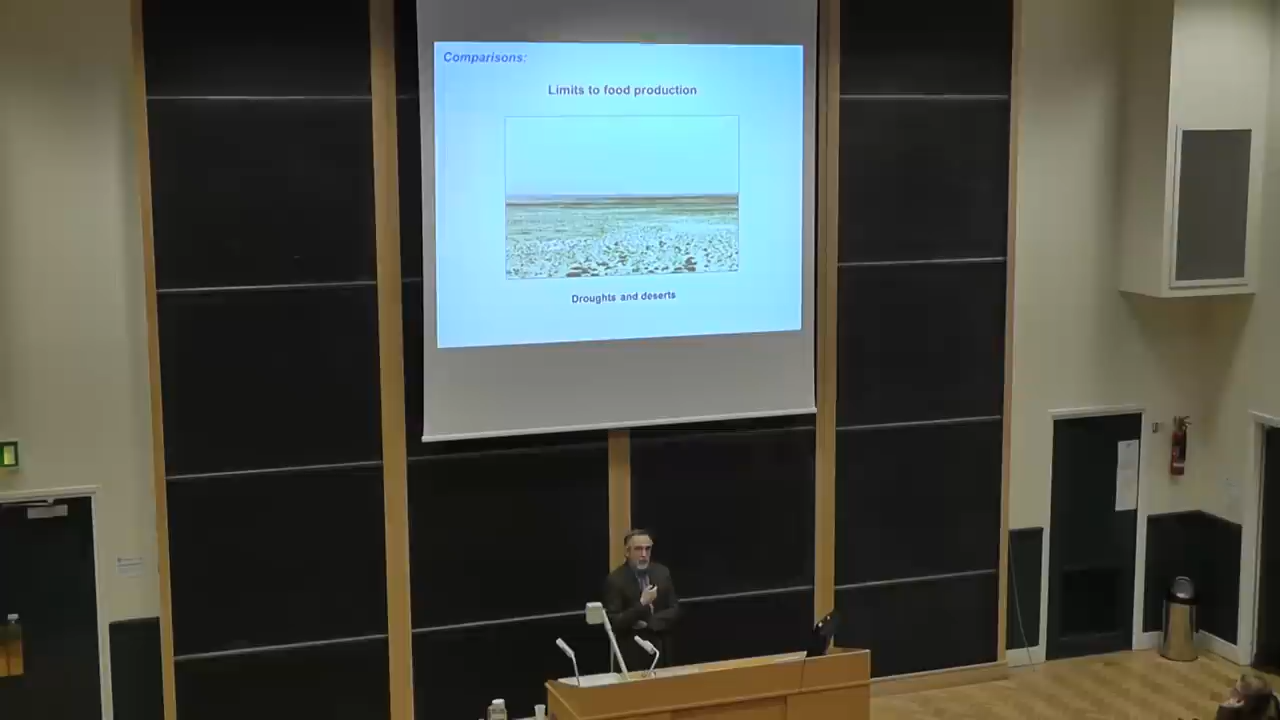 Comparisons:
Limits to food production
Droughts and deserts